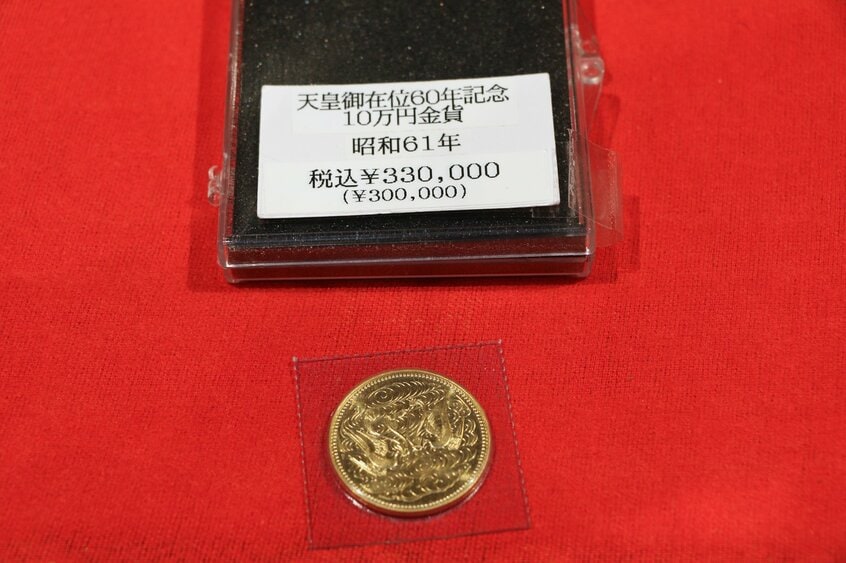 天皇御在位60年記念
10万円金貨
昭和61年
税込¥330,000
(¥300,000)